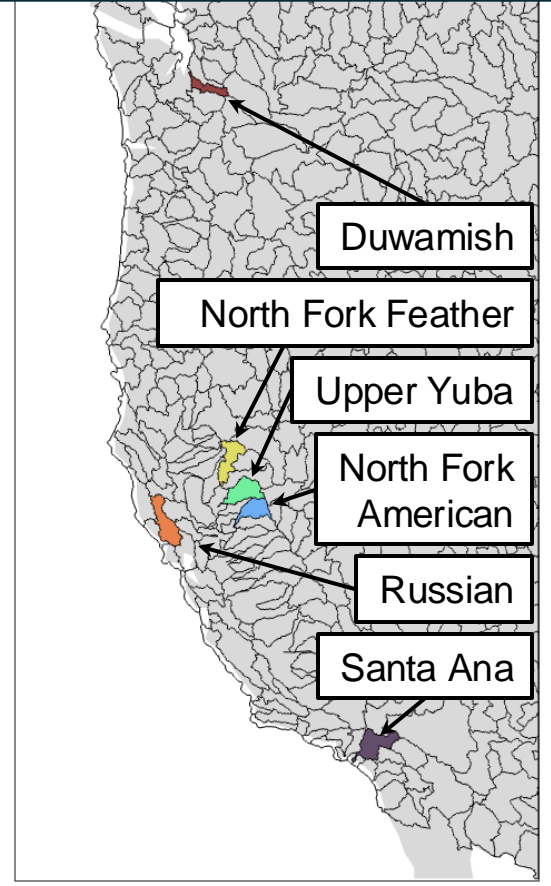 Duwamish
North Fork Feather
Upper Yuba
North Fork
American
Russian
Santa Ana